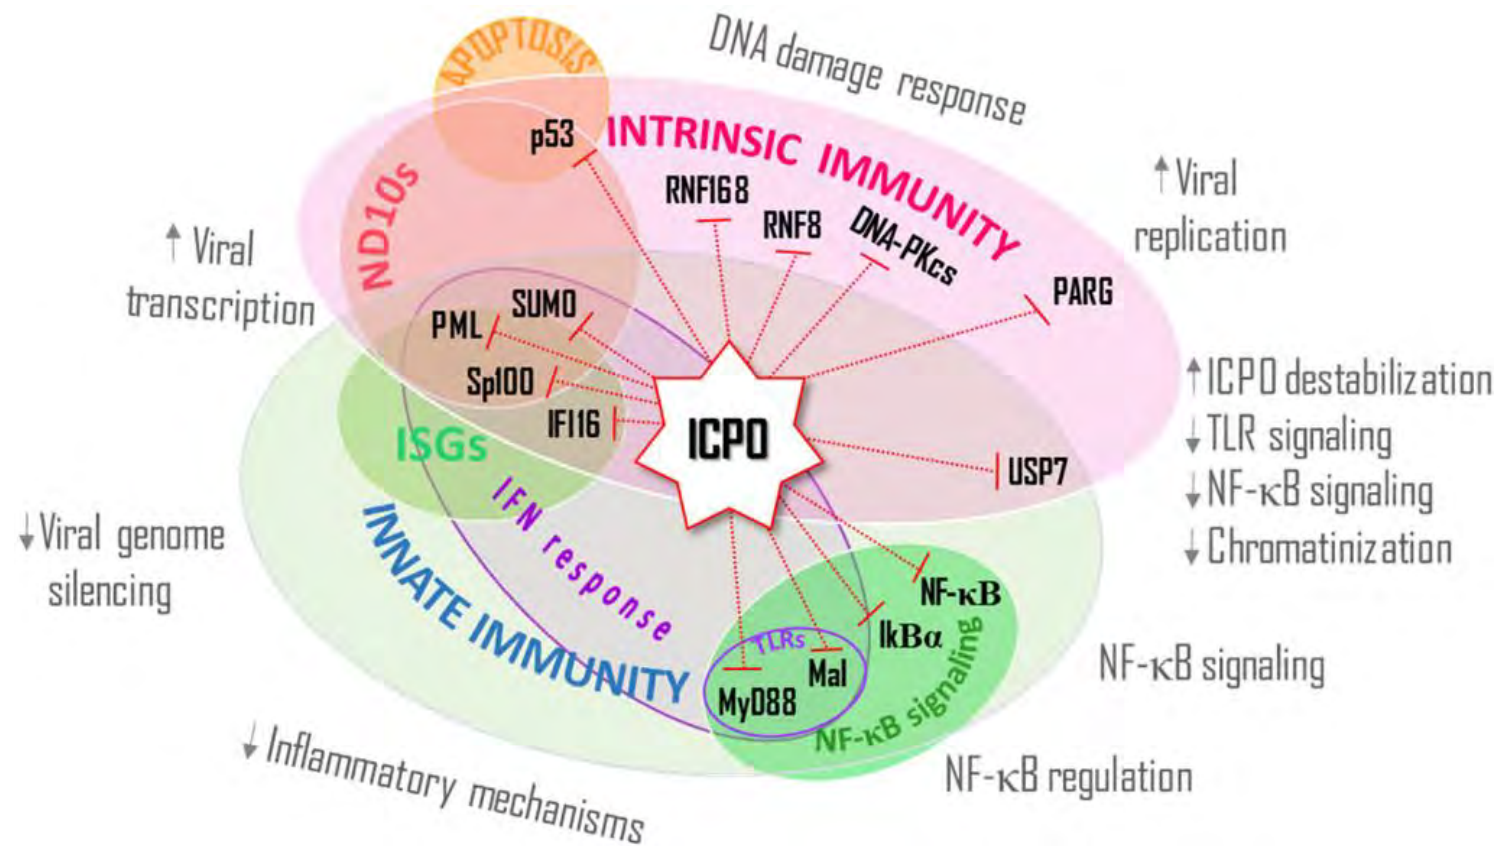 APOPTOSIS
DNA damage response
p53
INTRINSIC IMMUNITY
RNF168
RNF8
DNA-PKcs
PARG
↑ Viral
replication
ND10s
↑ Viral
transcription
SUMO
PML
Sp100
IFI16
ISGs
ICP0
USP7
↑ ICP0 destabilization
↓ TLR signaling
↓ NF-κB signaling
↓ Chromatinization
IFN response
INNATE IMMUNITY
↓ Viral genome
silencing
NF-κB
IkBα
TLRs
Mal
MyD88
NF-κB signaling
NF-κB signaling
NF-κB regulation
↓ Inflammatory mechanisms